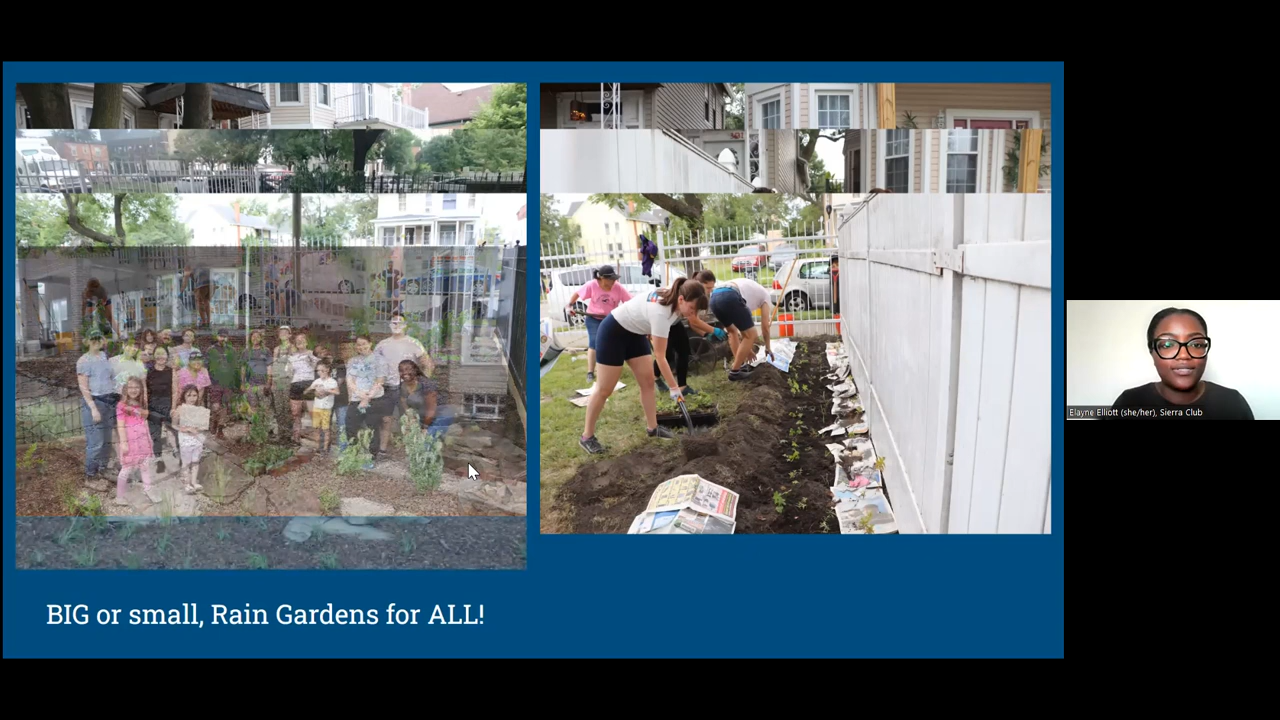 BIG or small, Rain Gardens for ALL!
Elayne Elliott (she/her), Sierra Club